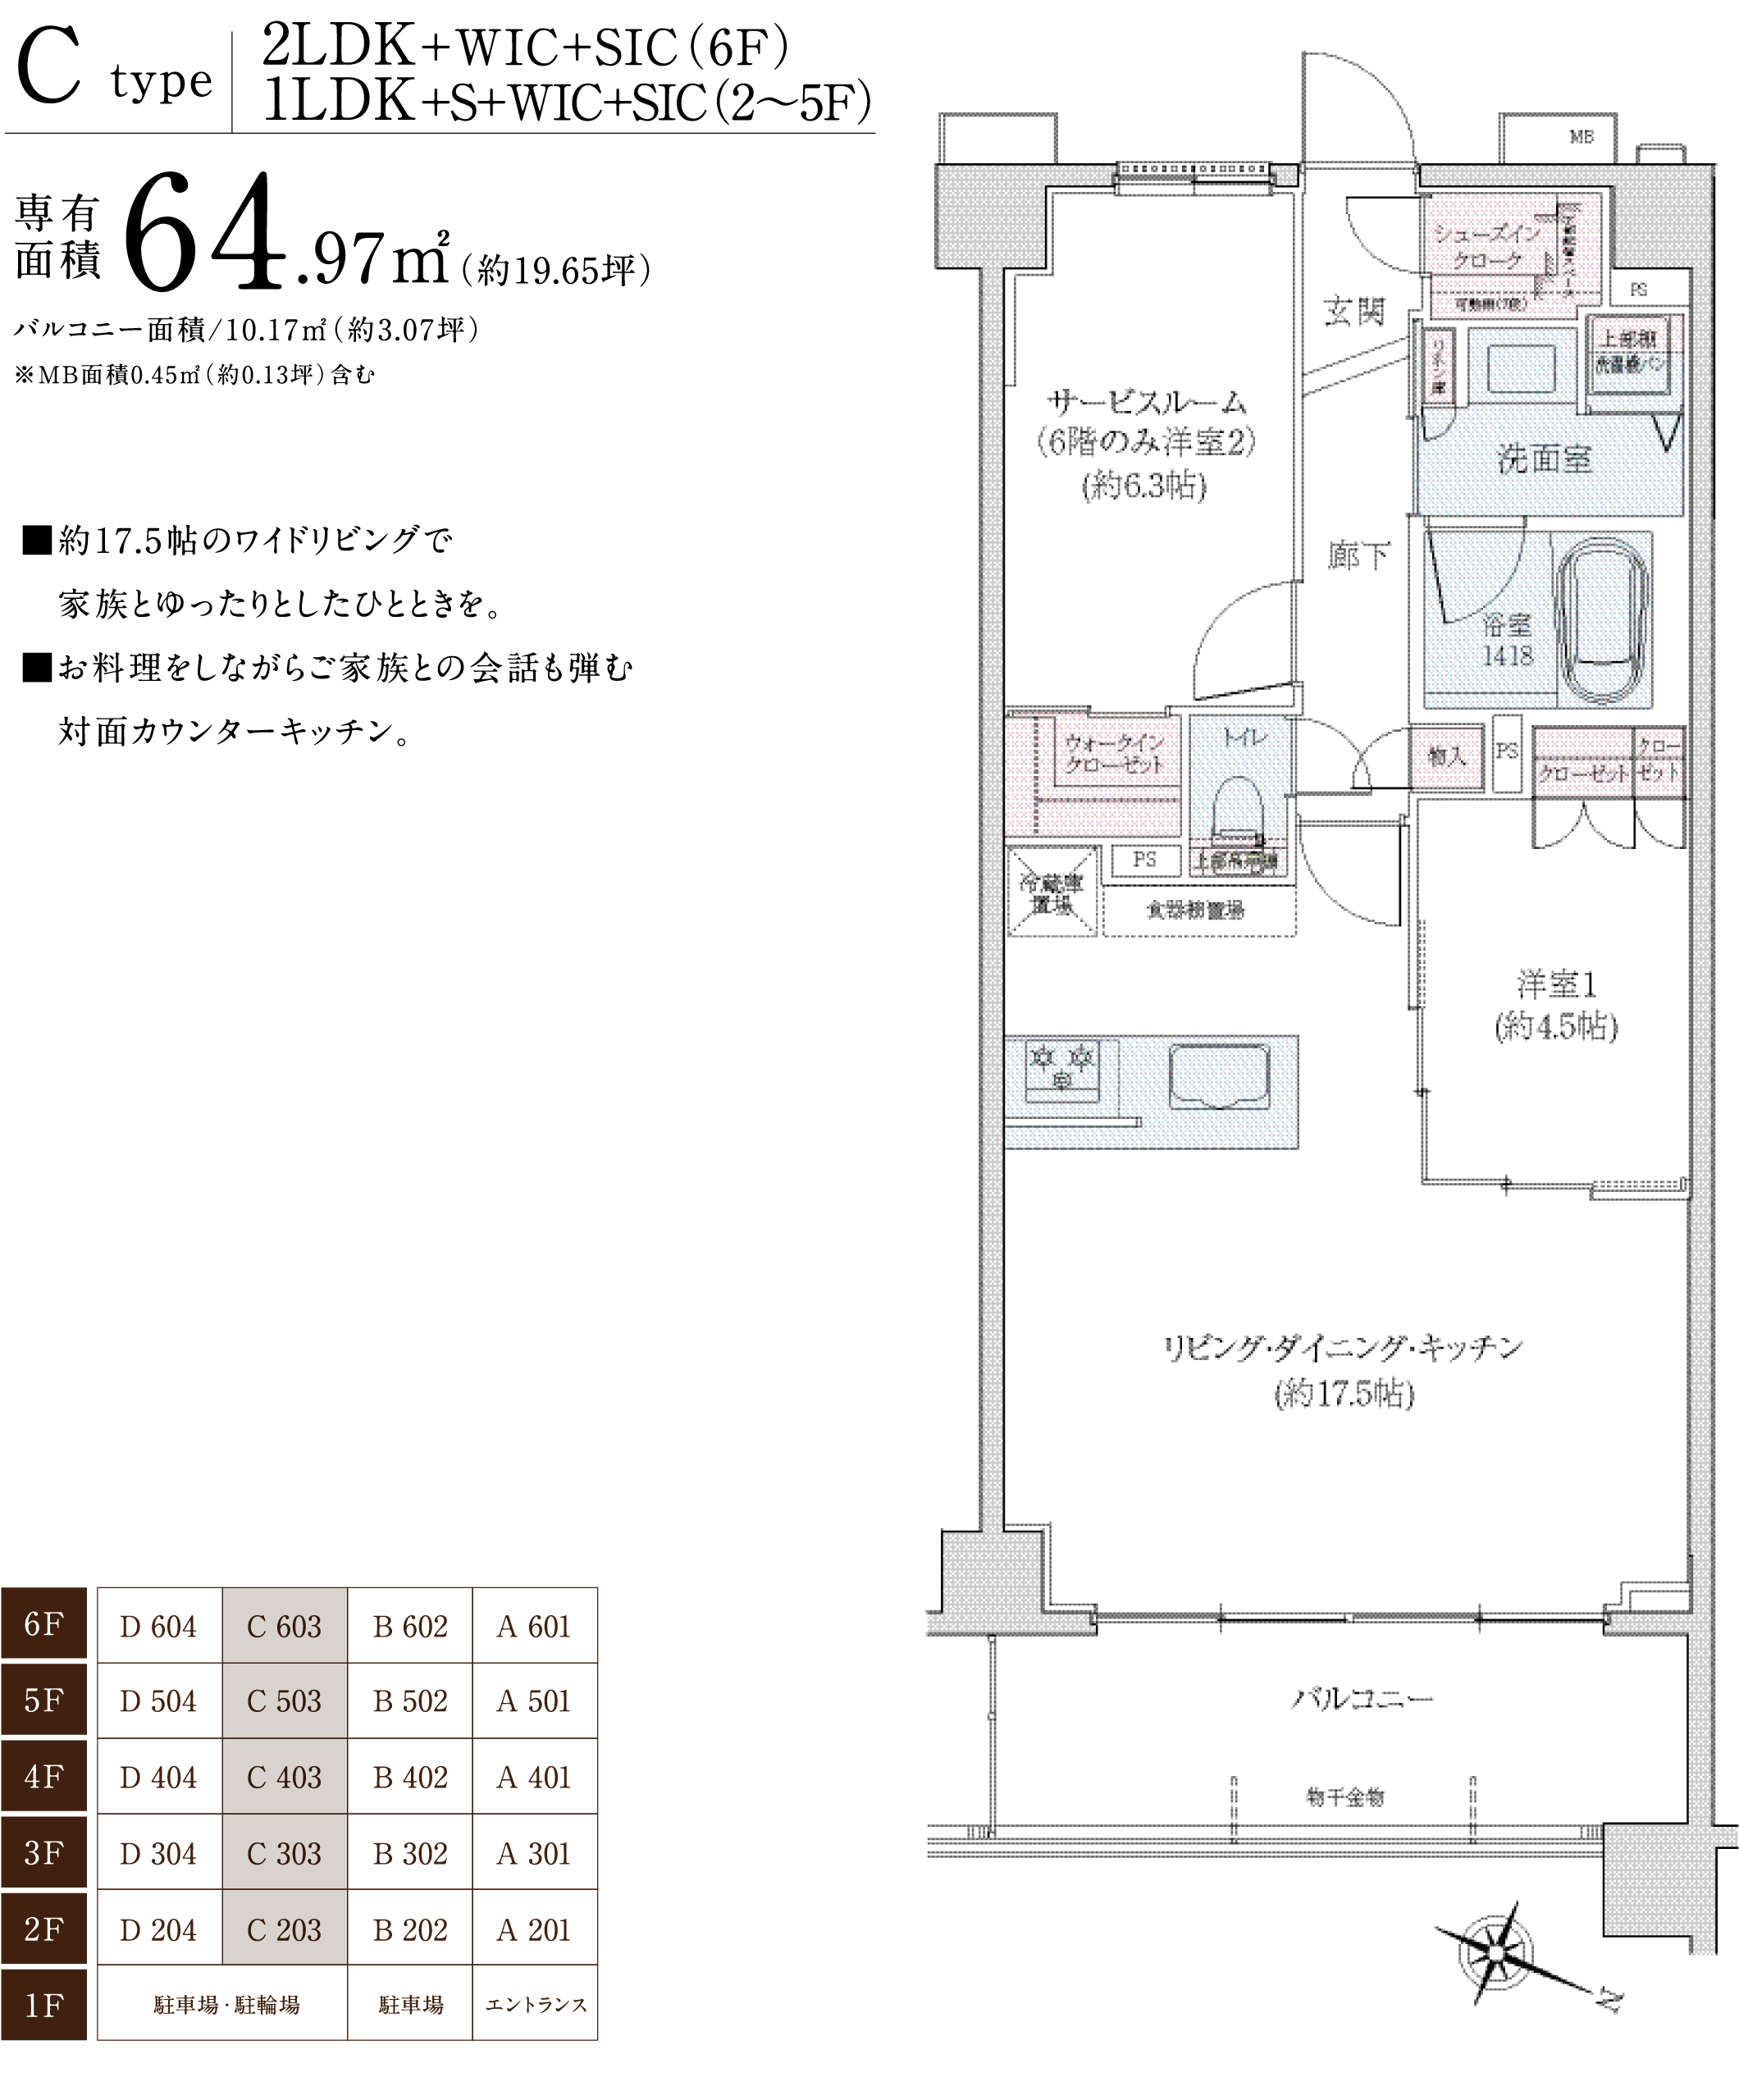 C type
2LDK+WIC+SIC(6F)
1LDK+S+WIC+SIC(2〜5F)
専有面積 64.97㎡(約19.65坪)
バルコニー面積/10.17㎡(約3.07坪)
※MB面積0.45㎡(約0.13坪)含む
■約17.5帖のワイドリビングで
家族とゆったりとしたひとときを。
■お料理をしながらご家族との会話も弾む
対面カウンターキッチン。
6F D 604 C 603 B 602 A 601
5F D 504 C 503 B 502 A 501
4F D 404 C 403 B 402 A 401
3F D 304 C 303 B 302 A 301
2F D 204 C 203 B 202 A 201
1F 駐車場・駐輪場 駐車場 エントランス
MB
シューズイン
クローク
可動棚(7段)
PS
玄関
リネン庫
上部棚
洗濯機パン
サービスルーム
(6階のみ洋室2)
(約6.3帖)
洗面室
廊下
浴室
1418
ウォークイン
クローゼット
トイレ
物入
PS
クローゼット
クロー
ゼット
PS
上部吊戸棚
冷蔵庫
置場
食器棚置場
洋室1
(約4.5帖)
リビング・ダイニング・キッチン
(約17.5帖)
バルコニー
物干金物
N